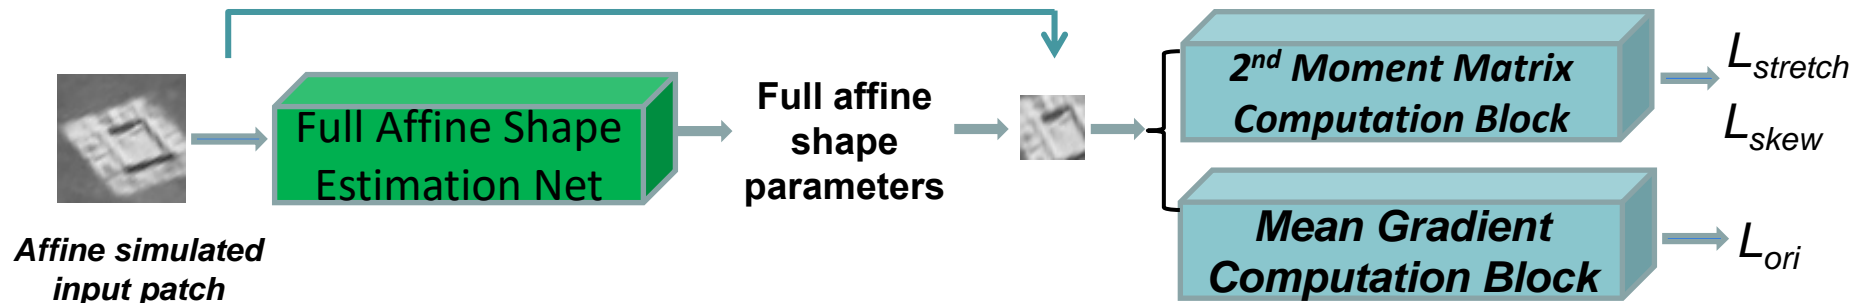 Affine simulated
input patch
Full Affine Shape
Estimation Net
Full affine
shape
parameters
2nd Moment Matrix
Computation Block
Mean Gradient
Computation Block
Lstretch
Lskew
Lori